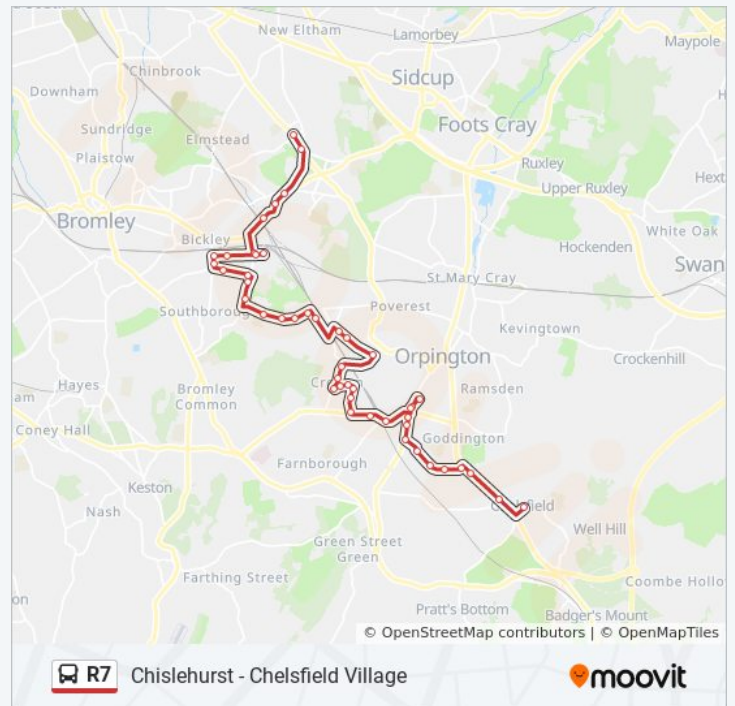 New Eltham
Lamorbey
Maypole
Chinbrook
Sidcup
Downham
Sundridge
Elmstead
Foots Cray
Plaistow
Ruxley
Upper Ruxley
Bromley
White Oak
Bickley
Hockenden
Swan
St Mary Cray
Southboroug
Poverest
Kevingtown
Orpington
Crockenhill
Hayes
Bromley
Common
Ramsden
am
Coney Hall
Goddington
Farnborough
Keston
Nash
Well Hill
Green Street
Green
Farthing Street
Coombe Hollo
on
Pratt's Bottom
Badger's Mount
© OpenStreetMap contributors | © OpenMapTiles
R7 Chislehurst - Chelsfield Village
moovit